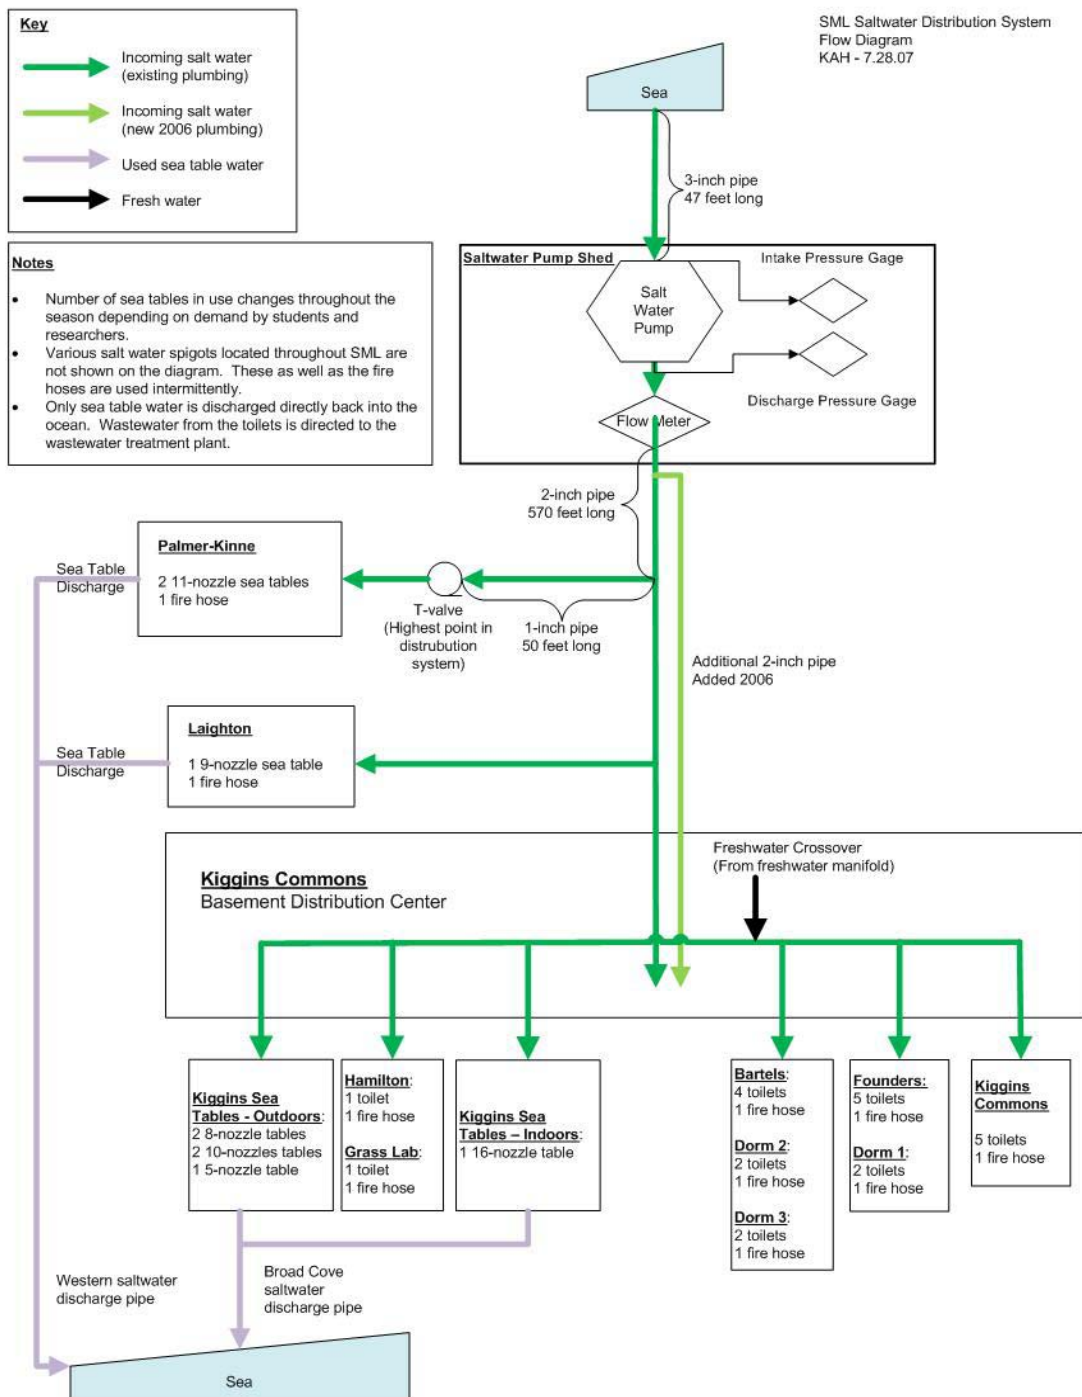 Key
Incoming salt water
(existing plumbing)
Incoming salt water
(new 2006 plumbing)
Used sea table water
Fresh water
SML Saltwater Distribution System
Flow Diagram
KAH - 7.28.07
Sea
3-inch pipe
47 feet long
Notes
• Number of sea tables in use changes throughout the
season depending on demand by students and
researchers.
• Various salt water spigots located throughout SML are
not shown on the diagram. These as well as the fire
hoses are used intermittently.
• Only sea table water is discharged directly back into the
ocean. Wastewater from the toilets is directed to the
wastewater treatment plant.
Saltwater Pump Shed
Intake Pressure Gage
Salt
Water
Pump
Discharge Pressure Gage
Flow Meter
2-inch pipe
570 feet long
Sea Table
Discharge
Palmer-Kinne
2 11-nozzle sea tables
1 fire hose
T-valve
(Highest point in
distrubution
system)
1-inch pipe
50 feet long
Additional 2-inch pipe
Added 2006
Sea Table
Discharge
Laighton
1 9-nozzle sea table
1 fire hose
Kiggins Commons
Basement Distribution Center
Freshwater Crossover
(From freshwater manifold)
Kiggins Sea
Tables - Outdoors:
2 8-nozzle tables
2 10-nozzles tables
1 5-nozzle table
Hamilton:
1 toilet
1 fire hose
Grass Lab:
1 toilet
1 fire hose
Kiggins Sea
Tables – Indoors:
1 16-nozzle table
Bartels:
4 toilets
1 fire hose
Dorm 2:
2 toilets
1 fire hose
Dorm 3:
2 toilets
1 fire hose
Founders:
5 toilets
1 fire hose
Dorm 1:
2 toilets
1 fire hose
Kiggins
Commons
5 toilets
1 fire hose
Western saltwater
discharge pipe
Broad Cove
saltwater
discharge pipe
Sea